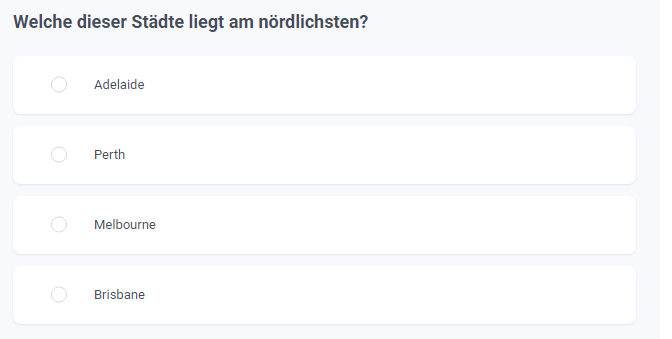 Welche dieser Städte liegt am nördlichsten?
Adelaide
Perth
Melbourne
Brisbane